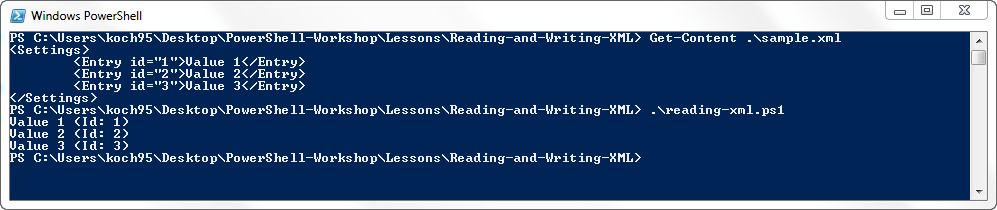 Windows PowerShell
PS C:\Users\koch95\Desktop\PowerShell-Workshop\Lessons\Reading-and-Writing-XML> Get-Content .\sample.xml
<Settings>
        <Entry id="1">Value 1</Entry>
        <Entry id="2">Value 2</Entry>
        <Entry id="3">Value 3</Entry>
</Settings>
PS C:\Users\koch95\Desktop\PowerShell-Workshop\Lessons\Reading-and-Writing-XML> .\reading-xml.ps1
Value 1 (Id: 1)
Value 2 (Id: 2)
Value 3 (Id: 3)
PS C:\Users\koch95\Desktop\PowerShell-Workshop\Lessons\Reading-and-Writing-XML>